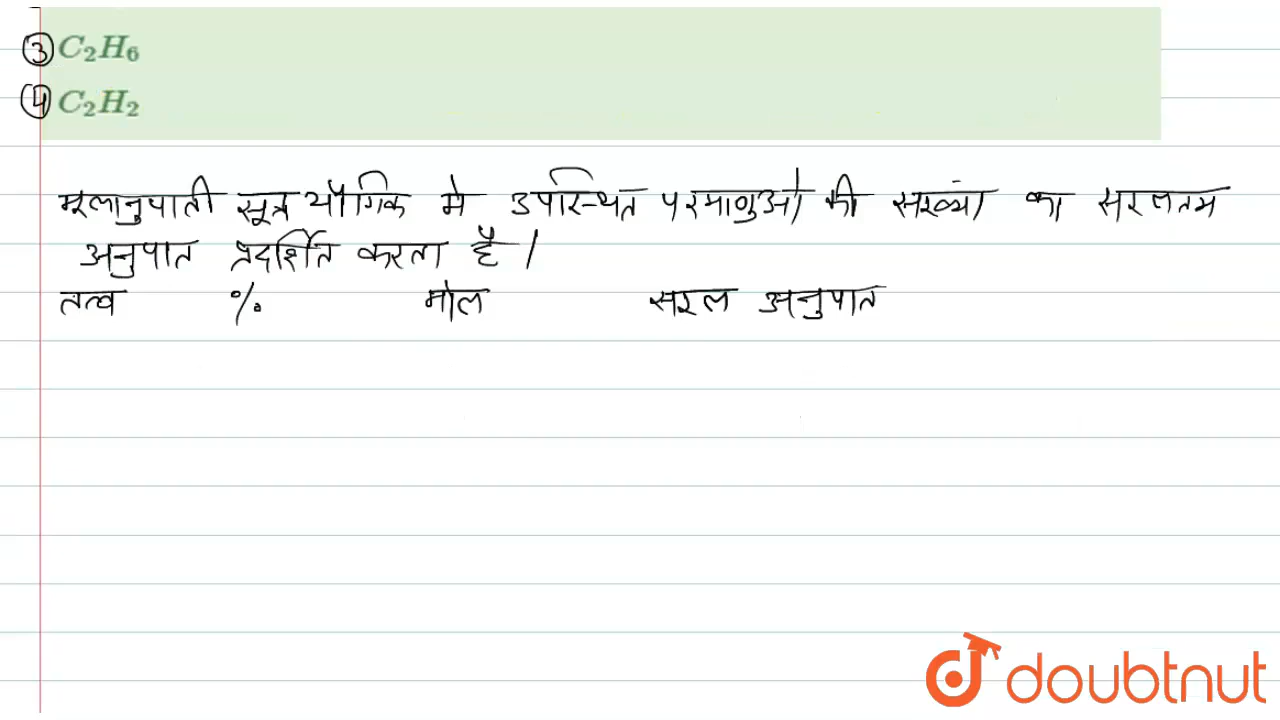 ③ C₂H₆
④ C₂H₂
मूलानुपाती सूत्र यौगिक मे उपस्थित परमाणुओ की संख्या का सरलतम
अनुपात प्रदर्शित करता है।
तत्व % मोल सरल अनुपात
doubtnut